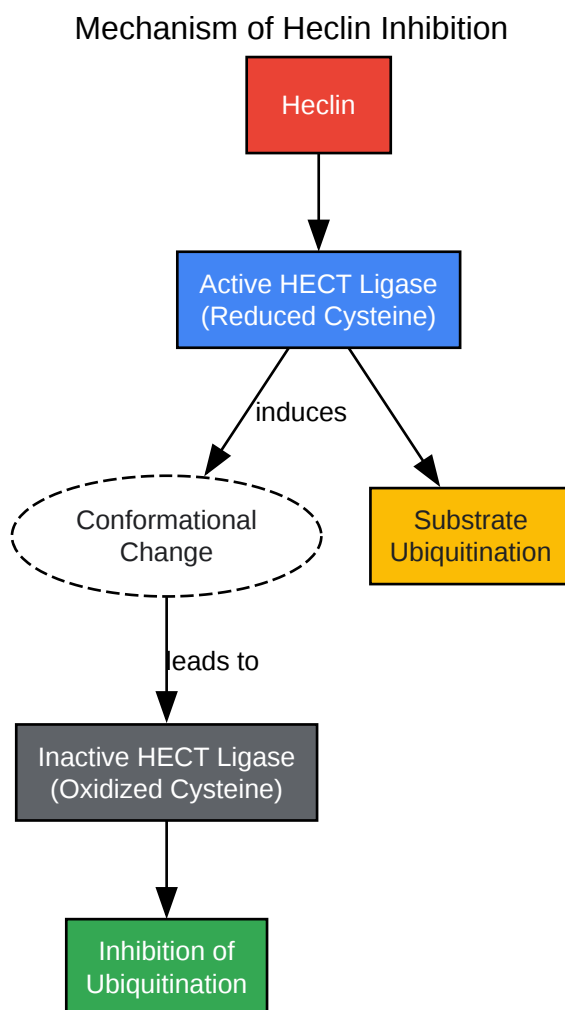 Mechanism of Heclin Inhibition
Heclin
Active HECT Ligase
(Reduced Cysteine)
induces
Conformational
Change
Substrate
Ubiquitination
leads to
Inactive HECT Ligase
(Oxidized Cysteine)
Inhibition of
Ubiquitination